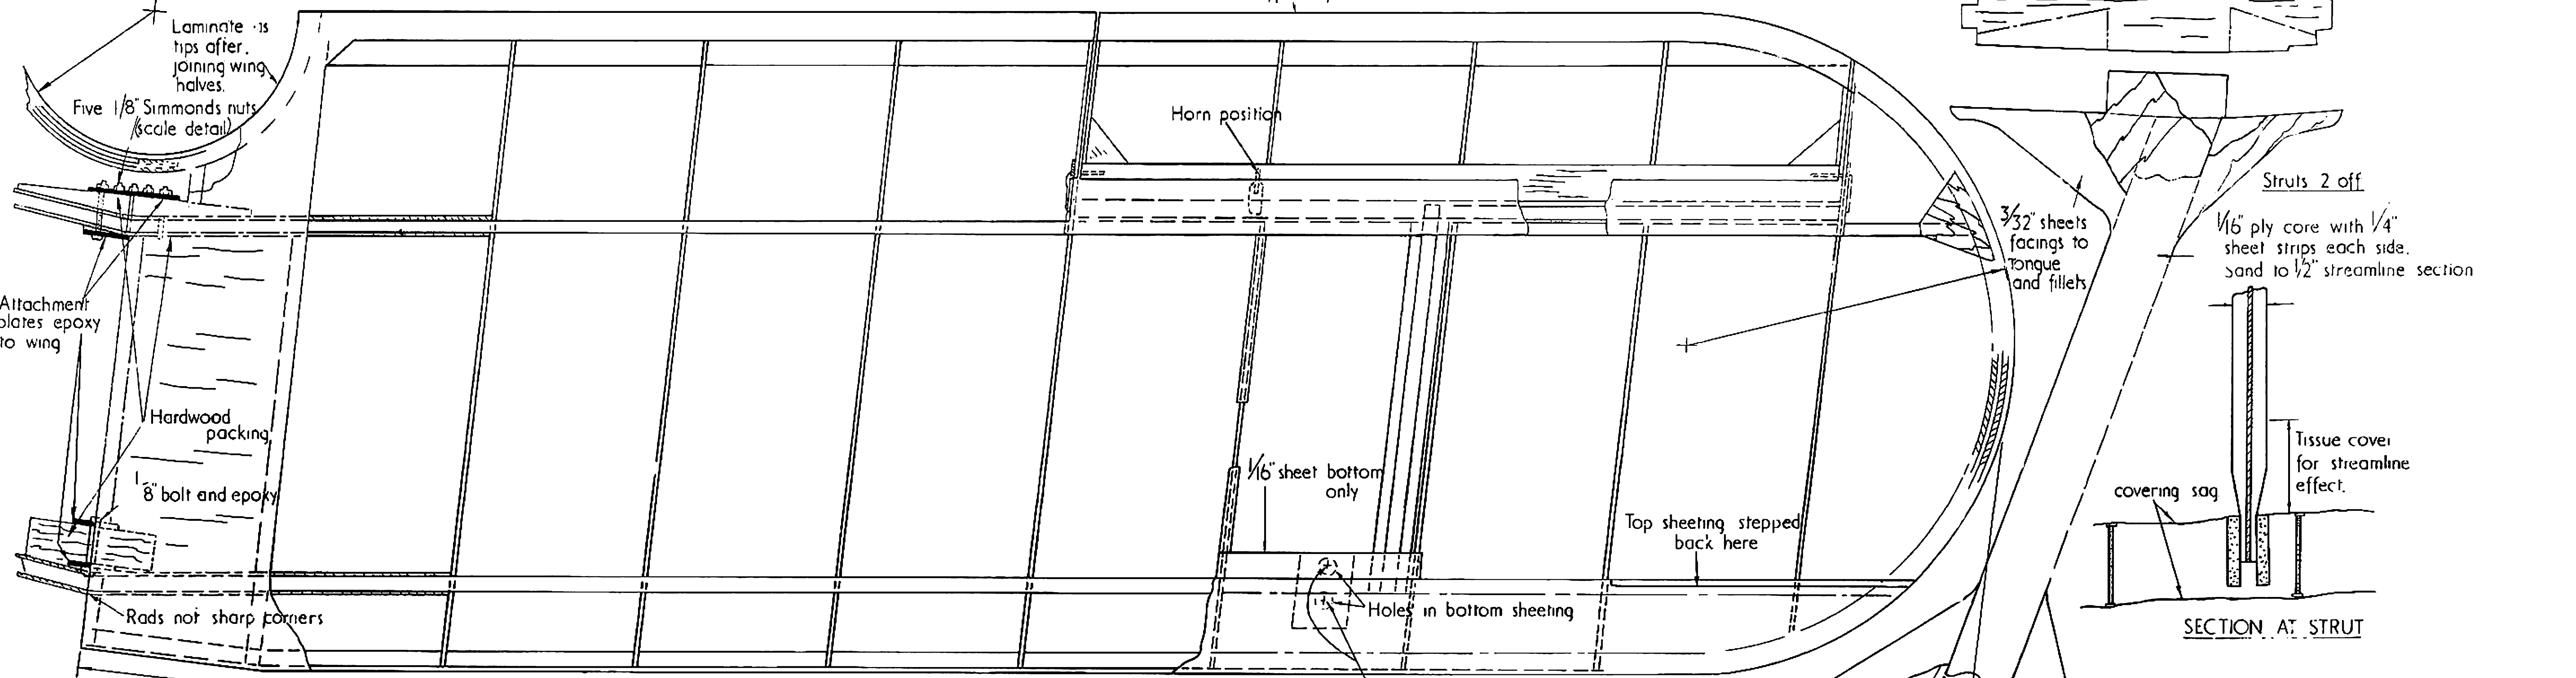 Laminate
tips after
joining wing
halves.
Five 1/8" Simmonds nuts
(scale detail)
Horn position
Struts 2 off
3/32" sheets
facings to
Tongue
and fillets
1/16" ply core with 1/4"
sheet strips each side.
Sand to 1/2" streamline section
Attachment
plates epoxy
to wing
Hardwood
packing
1/8" bolt and epoxy
1/16" sheet bottom
only
Top sheeting stepped
back here
Tissue cover
for streamline
effect.
covering sag
Holes in bottom sheeting
Rads not sharp corners
SECTION AT STRUT